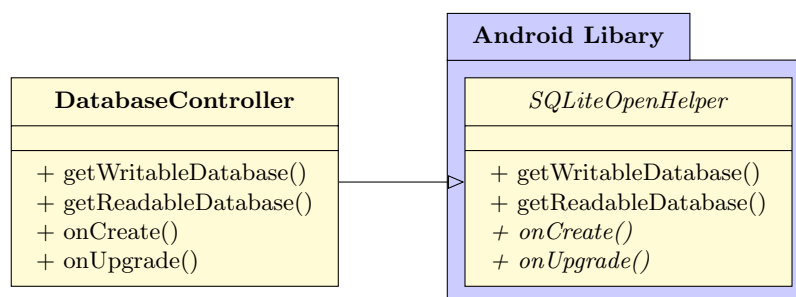 Android Libary
DatabaseController
+ getWritableDatabase()
+ getReadableDatabase()
+ onCreate()
+ onUpgrade()
SQLiteOpenHelper
+ getWritableDatabase()
+ getReadableDatabase()
+ onCreate()
+ onUpgrade()